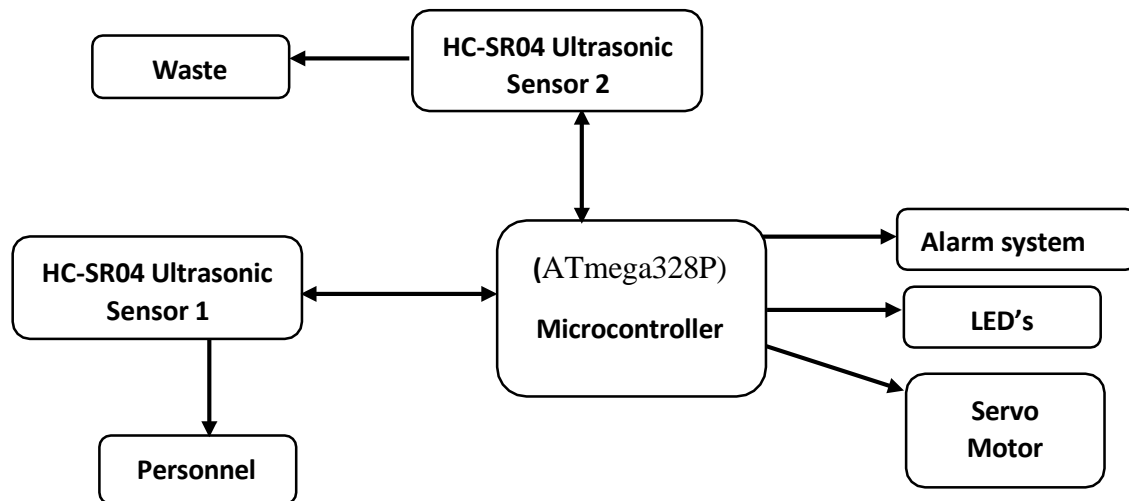 HC-SR04 Ultrasonic
Sensor 2
Waste
HC-SR04 Ultrasonic
Sensor 1
(ATmega328P)
Microcontroller
Alarm system
LED’s
Servo
Motor
Personnel